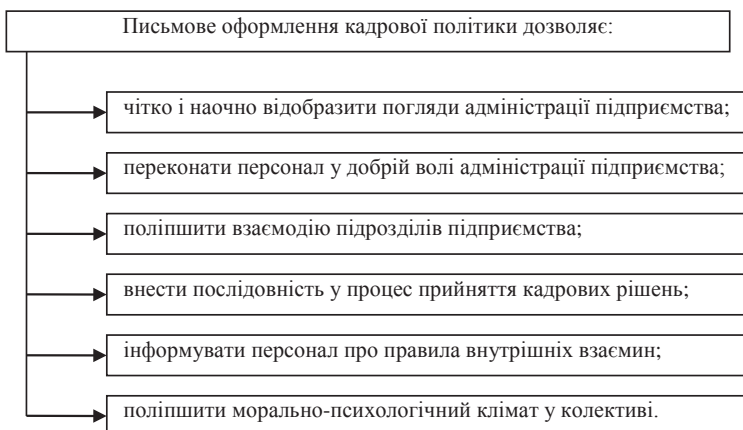 Письмове оформлення кадрової політики дозволяє:
чітко і наочно відобразити погляди адміністрації підприємства;
переконати персонал у добрій волі адміністрації підприємства;
поліпшити взаємодію підрозділів підприємства;
внести послідовність у процес прийняття кадрових рішень;
інформувати персонал про правила внутрішніх взаємин;
поліпшити морально-психологічний клімат у колективі.